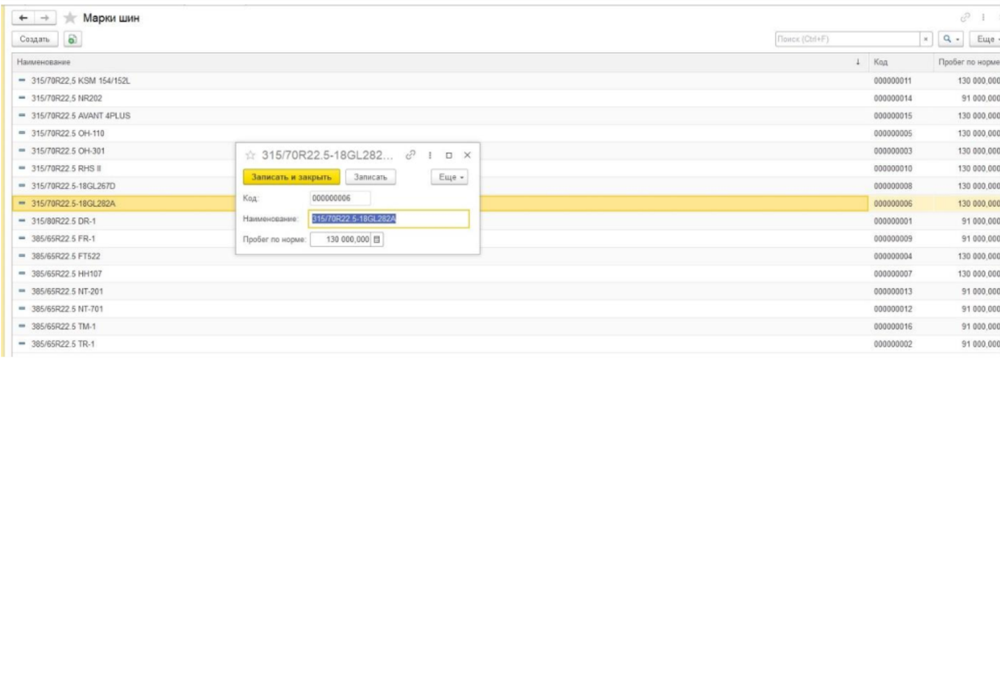 Марки шин
Создать
Поиск (Ctrl+F)
Еще
Наименование Код Пробег по норме
315/70R22,5 KSM 154/152L 000000011 130 000,000
315/70R22,5 NR202 000000014 91 000,000
315/70R22.5 AVANT 4PLUS 000000015 130 000,000
315/70R22.5 OH-110 000000005 130 000,000
315/70R22.5 OH-301 000000003 130 000,000
315/70R22.5 RHS II 000000010 130 000,000
315/70R22.5-18GL267D 000000008 130 000,000
315/70R22.5-18GL282A 000000006 130 000,000
315/80R22.5 DR-1 000000001 91 000,000
385/65R22.5 FR-1 000000009 91 000,000
385/65R22.5 FT522 000000004 130 000,000
385/65R22.5 HH107 000000007 130 000,000
385/65R22.5 NT-201 000000013 91 000,000
385/65R22.5 NT-701 000000012 91 000,000
385/65R22.5 TM-1 000000016 91 000,000
385/65R22.5 TR-1 000000002 91 000,000
315/70R22.5-18GL282...
Записать и закрыть Записать Еще
Код: 000000006
Наименование: 315/70R22.5-18GL282A
Пробег по норме: 130 000,000